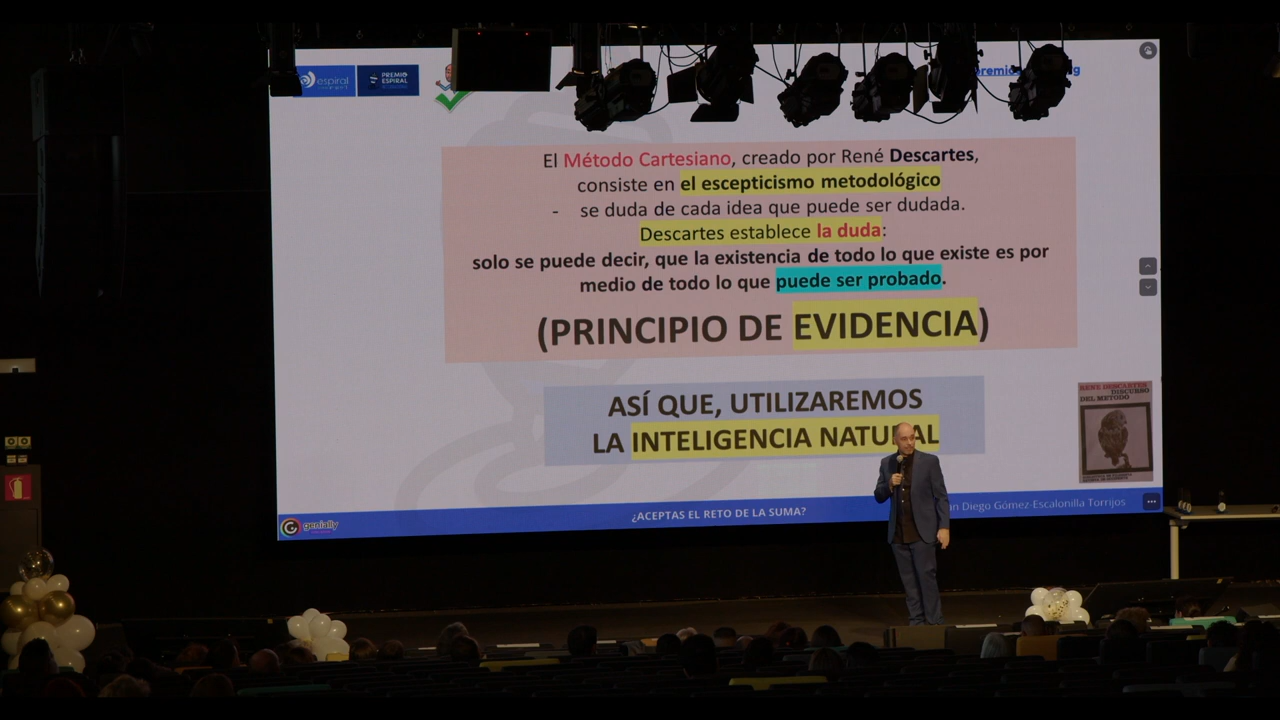 espiral
PREMIO
ESPIRAL
El Método Cartesiano, creado por René Descartes,
consiste en el escepticismo metodológico
- se duda de cada idea que puede ser dudada.
Descartes establece la duda:
solo se puede decir, que la existencia de todo lo que existe es por
medio de todo lo que puede ser probado.
(PRINCIPIO DE EVIDENCIA)
ASÍ QUE, UTILIZAREMOS
LA INTELIGENCIA NATURAL
RENE DESCARTES
DISCURSO
DEL METODO
genially
¿ACEPTAS EL RETO DE LA SUMA?
Diego Gómez-Escalonilla Torrijos